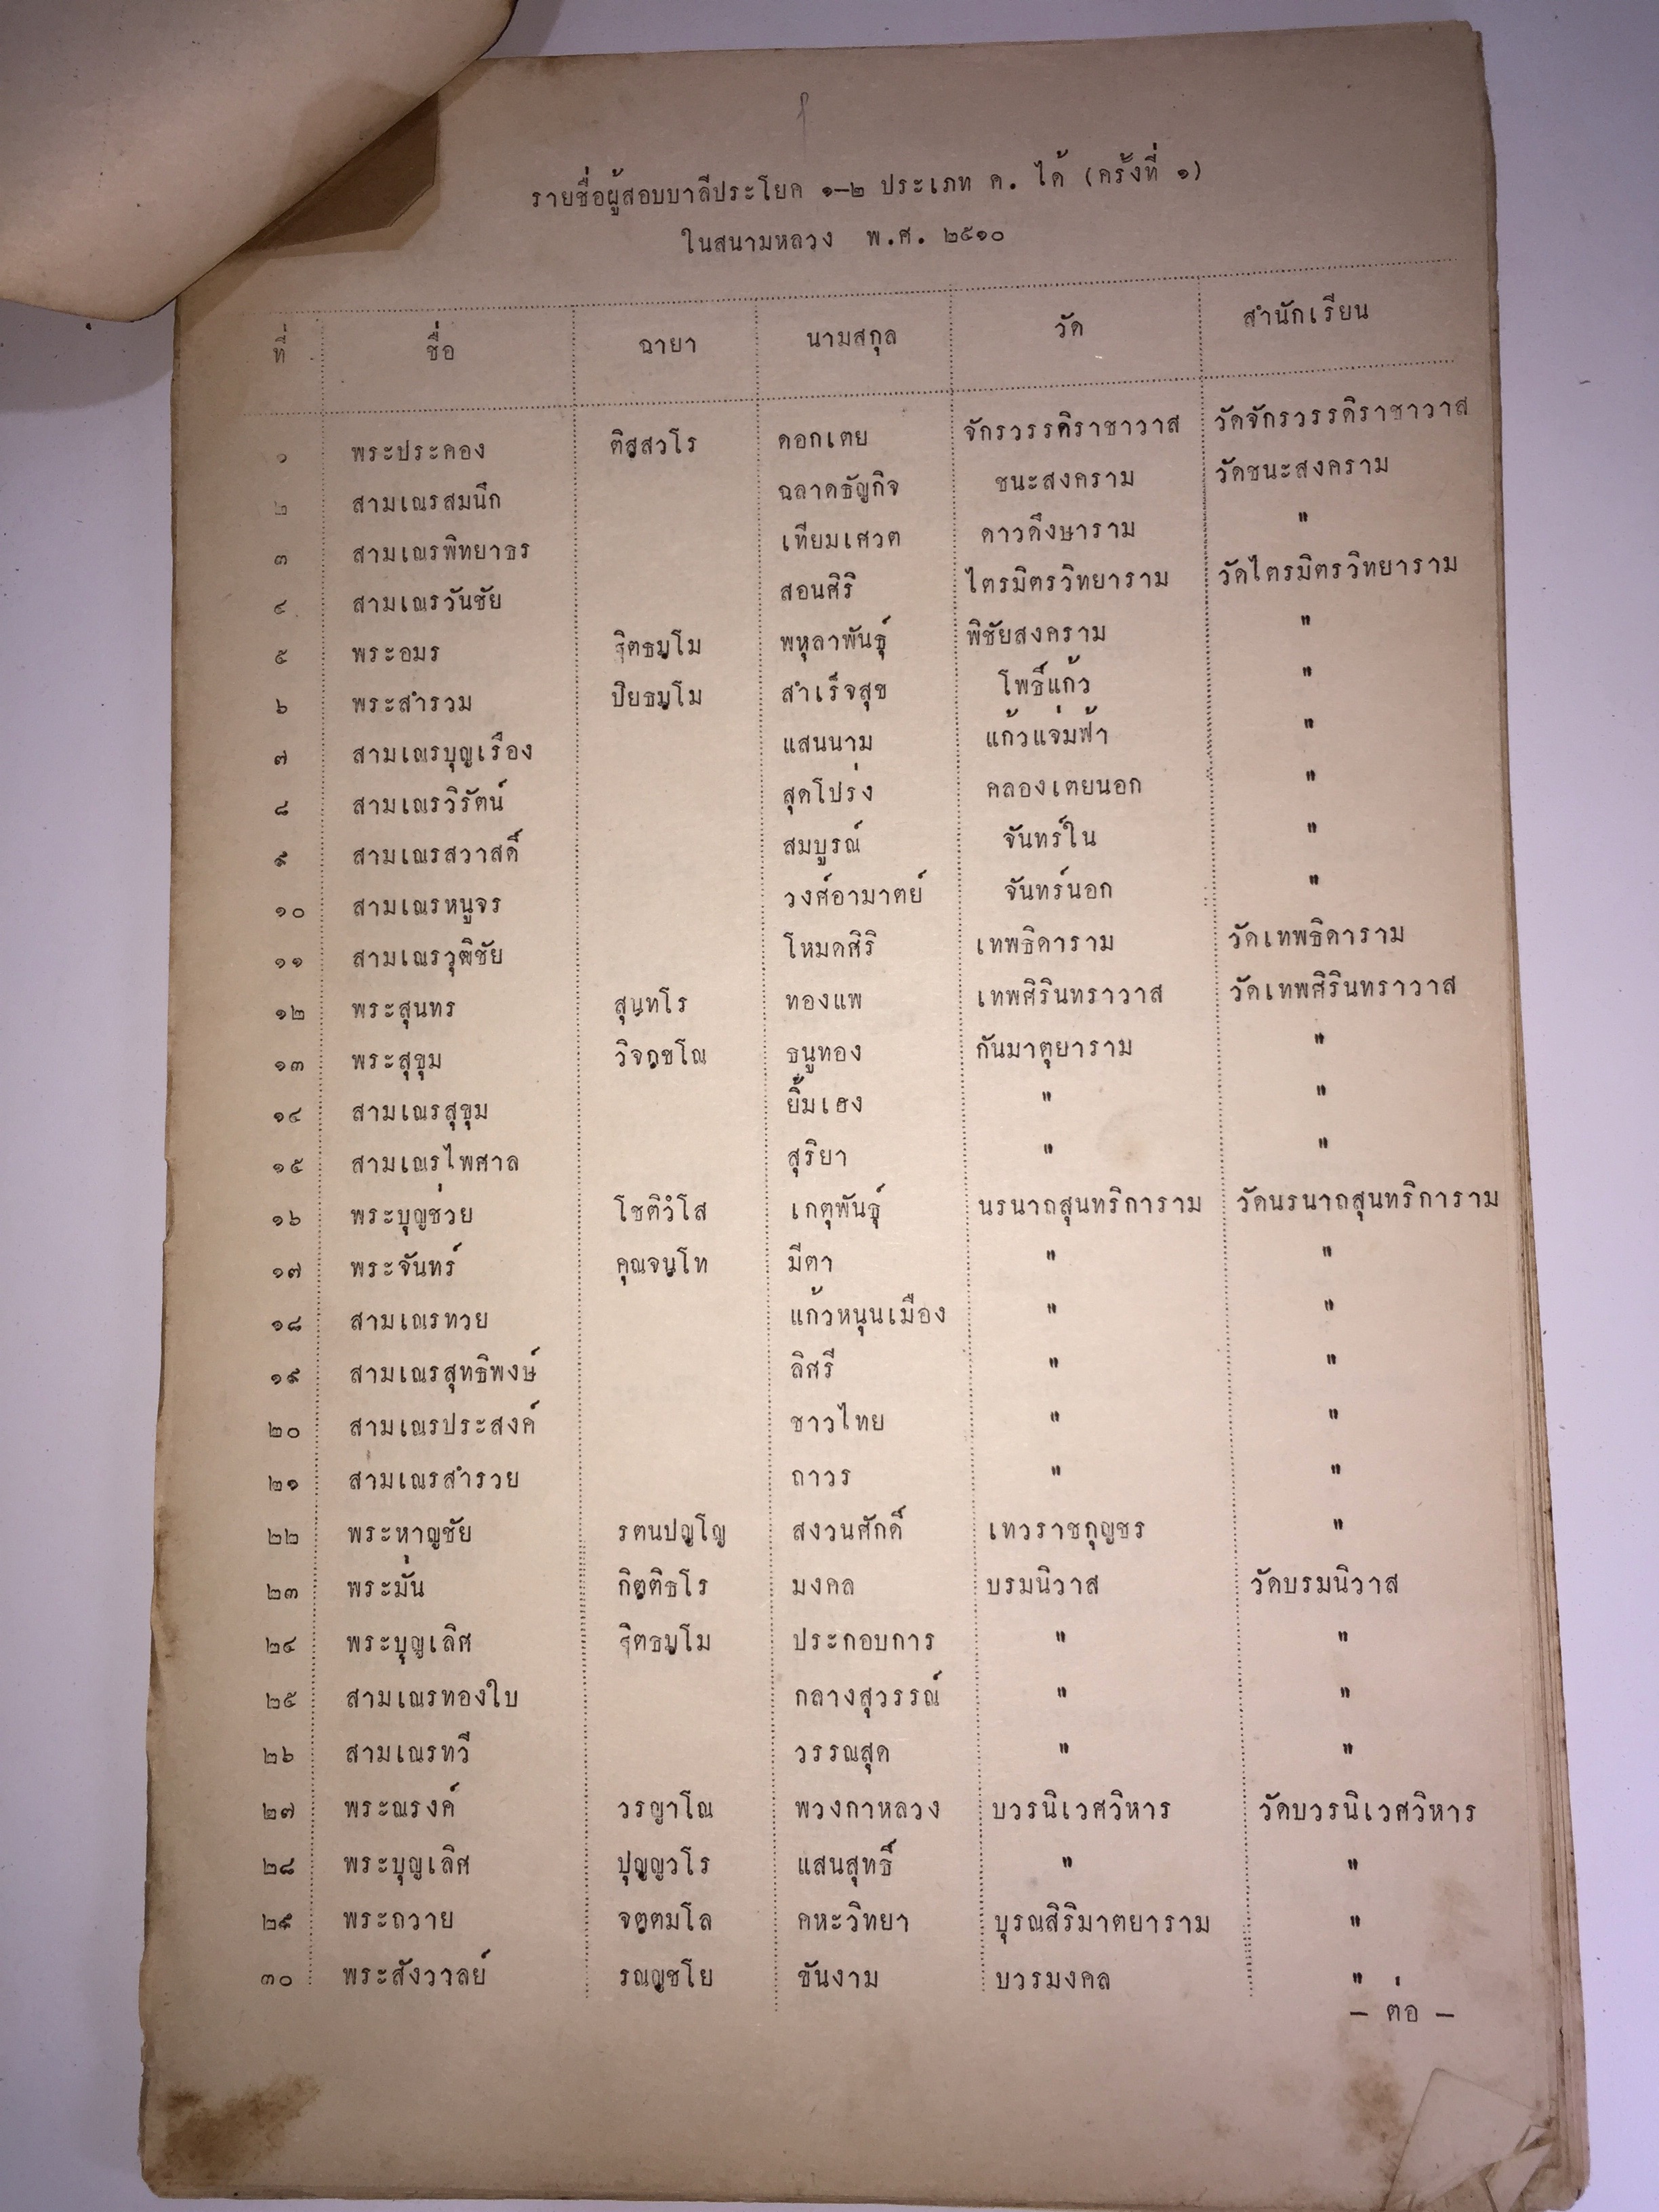 รายชื่อผู้สอบบาลีประโยค ๑-๒ ประเภท ค. ได้ (ครั้งที่ ๑)
ในสนามหลวง พ.ศ. ๒๕๑๐
ที่ ชื่อ ฉายา นามสกุล วัด สำนักเรียน
๑ พระประคอง ติสฺสวโร ดอกเตย จักรวรรดิราชาวาส วัดจักรวรรดิราชาวาส
๒ สามเณรสมนึก ฉลาดธัญกิจ ชนะสงคราม วัดชนะสงคราม
๓ สามเณรพิทยาธร เทียมเศวต ดาวดึงษาราม "
๔ สามเณรวันชัย สอนศิริ ไตรมิตรวิทยาราม วัดไตรมิตรวิทยาราม
๕ พระอมร ฐิตธมฺโม พหุลาพันธุ์ พิชัยสงคราม "
๖ พระสำรวม ปิยธมฺโม สำเร็จสุข โพธิ์แก้ว "
๗ สามเณรบุญเรือง แสนนาม แก้วแจ่มฟ้า "
๘ สามเณรวิรัตน์ สุดโปร่ง คลองเตยนอก "
๙ สามเณรสวาสดิ์ สมบูรณ์ จันทร์ใน "
๑๐ สามเณรหนูจร วงศ์อามาตย์ จันทร์นอก "
๑๑ สามเณรวุฒิชัย โหมดศิริ เทพธิดาราม วัดเทพธิดาราม
๑๒ พระสุนทร สุนฺทโร ทองแพ เทพศิรินทราวาส วัดเทพศิรินทราวาส
๑๓ พระสุขุม วิจกฺขโณ ธนูทอง กันมาตุยาราม "
๑๔ สามเณรสุขุม ยิ้มเฮง " "
๑๕ สามเณรไพศาล สุริยา " "
๑๖ พระบุญช่วย โชติวํโส เกตุพันธุ์ นรนาถสุนทริการาม วัดนรนาถสุนทริการาม
๑๗ พระจันทร์ คุณจนฺโท มีตา " "
๑๘ สามเณรทวย แก้วหนุนเมือง " "
๑๙ สามเณรสุทธิพงษ์ ลิศรี " "
๒๐ สามเณรประสงค์ ชาวไทย " "
๒๑ สามเณรสำรวย ถาวร " "
๒๒ พระหาญชัย รตนปญฺโญ สงวนศักดิ์ เทวราชกุญชร "
๒๓ พระมั่น กิตฺติธโร มงคล บรมนิวาส วัดบรมนิวาส
๒๔ พระบุญเลิศ ฐิตธมฺโม ประกอบการ " "
๒๕ สามเณรทองใบ กลางสุวรรณ์ " "
๒๖ สามเณรทวี วรรณสุด " "
๒๗ พระณรงค์ วรญาโณ พวงกาหลวง บวรนิเวศวิหาร วัดบวรนิเวศวิหาร
๒๘ พระบุญเลิศ ปุญฺญวโร แสนสุทธิ์ " "
๒๙ พระถวาย จตฺตมโล คหะวิทยา บุรณสิริมาตยาราม "
๓๐ พระสังวาลย์ รณญฺชโย ขันงาม บวรมงคล "
– ต่อ –